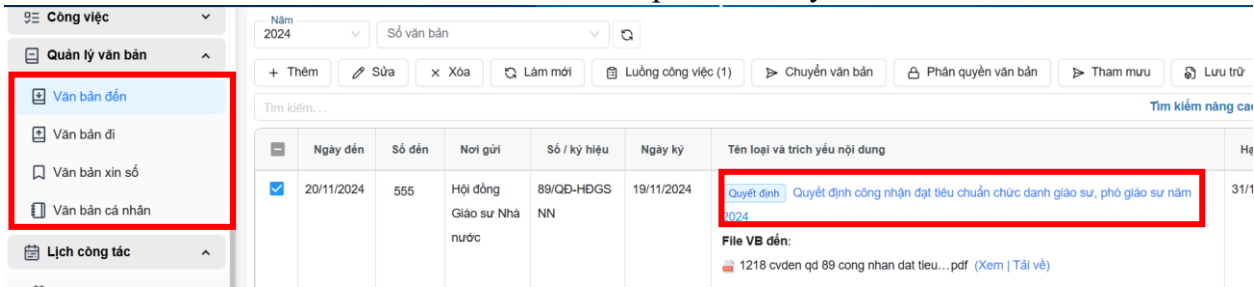 Công việc
Quản lý văn bản
Văn bản đến
Văn bản đi
Văn bản xin số
Văn bản cá nhân
Lịch công tác
Năm
2024
Sổ văn bản
+ Thêm Sửa × Xóa Làm mới Luồng công việc (1) Chuyển văn bản Phân quyền văn bản Tham mưu Lưu trữ
Tìm kiếm. . .
Tìm kiếm nâng cao
Ngày đến Số đến Nơi gửi Số / ký hiệu Ngày ký Tên loại và trích yếu nội dung
20/11/2024 555 Hội đồng 89/QĐ-HĐGS 19/11/2024 Quyết định Quyết định công nhận đạt tiêu chuẩn chức danh giáo sư, phó giáo sư năm
Giáo sư Nhà NN 2024
nước
File VB đến:
1218 cvden qd 89 cong nhan dat tieu…pdf (Xem | Tải về)